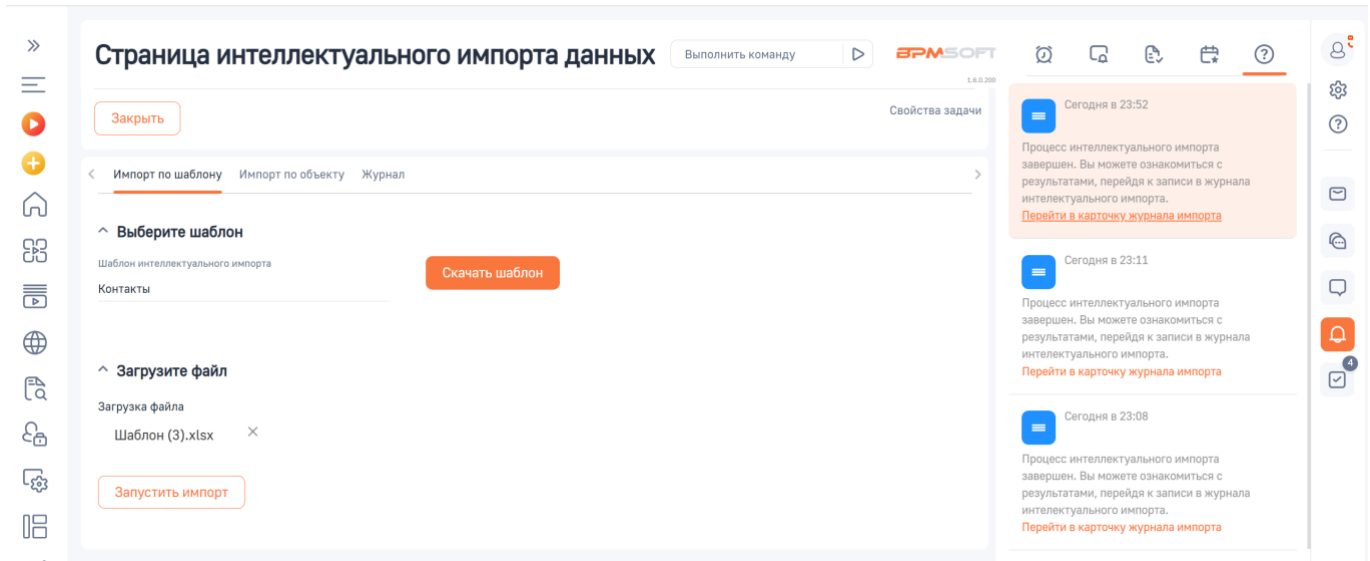 Страница интеллектуального импорта данных
Выполнить команду
BPMSOFT
1.6.0.200
Закрыть
Свойства задачи
Импорт по шаблону Импорт по объекту Журнал
Выберите шаблон
Шаблон интеллектуального импорта
Контакты
Скачать шаблон
Загрузите файл
Загрузка файла
Шаблон (3).xlsx
Запустить импорт
Сегодня в 23:52
Процесс интеллектуального импорта
завершен. Вы можете ознакомиться с
результатами, перейдя к записи в журнала
интелектуального импорта.
Перейти в карточку журнала импорта
Сегодня в 23:11
Процесс интеллектуального импорта
завершен. Вы можете ознакомиться с
результатами, перейдя к записи в журнала
интелектуального импорта.
Перейти в карточку журнала импорта
Сегодня в 23:08
Процесс интеллектуального импорта
завершен. Вы можете ознакомиться с
результатами, перейдя к записи в журнала
интелектуального импорта.
Перейти в карточку журнала импорта
4